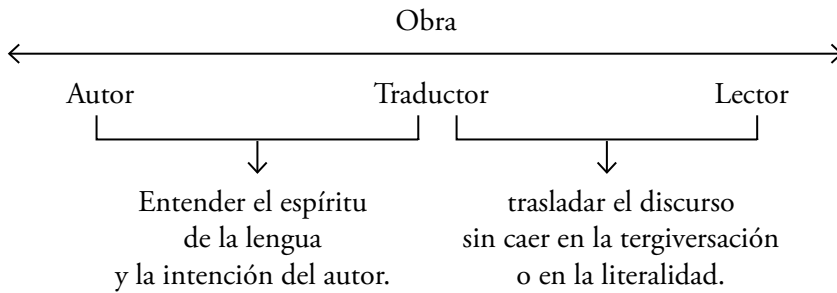 Obra
Autor Traductor Lector
Entender el espíritu
de la lengua
y la intención del autor.
trasladar el discurso
sin caer en la tergiversación
o en la literalidad.